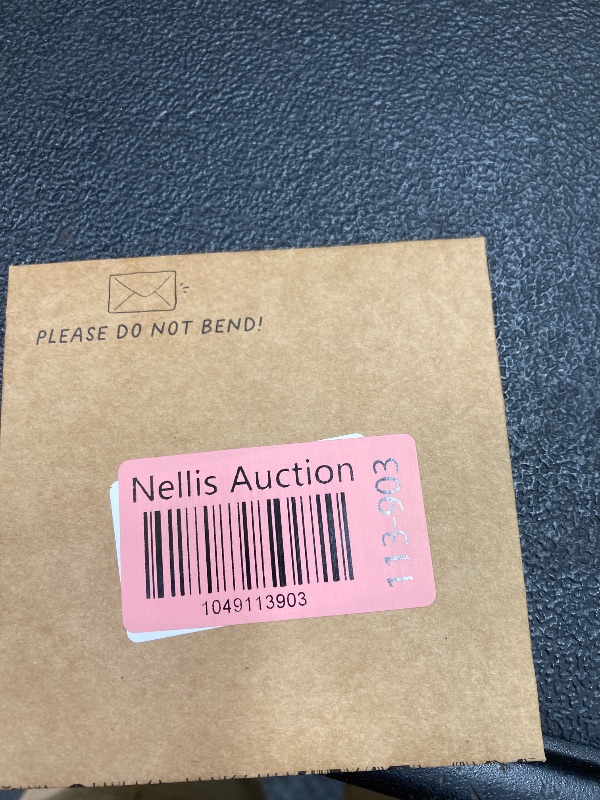 PLEASE DO NOT BEND!
Nellis Auction
1049113903
113-903